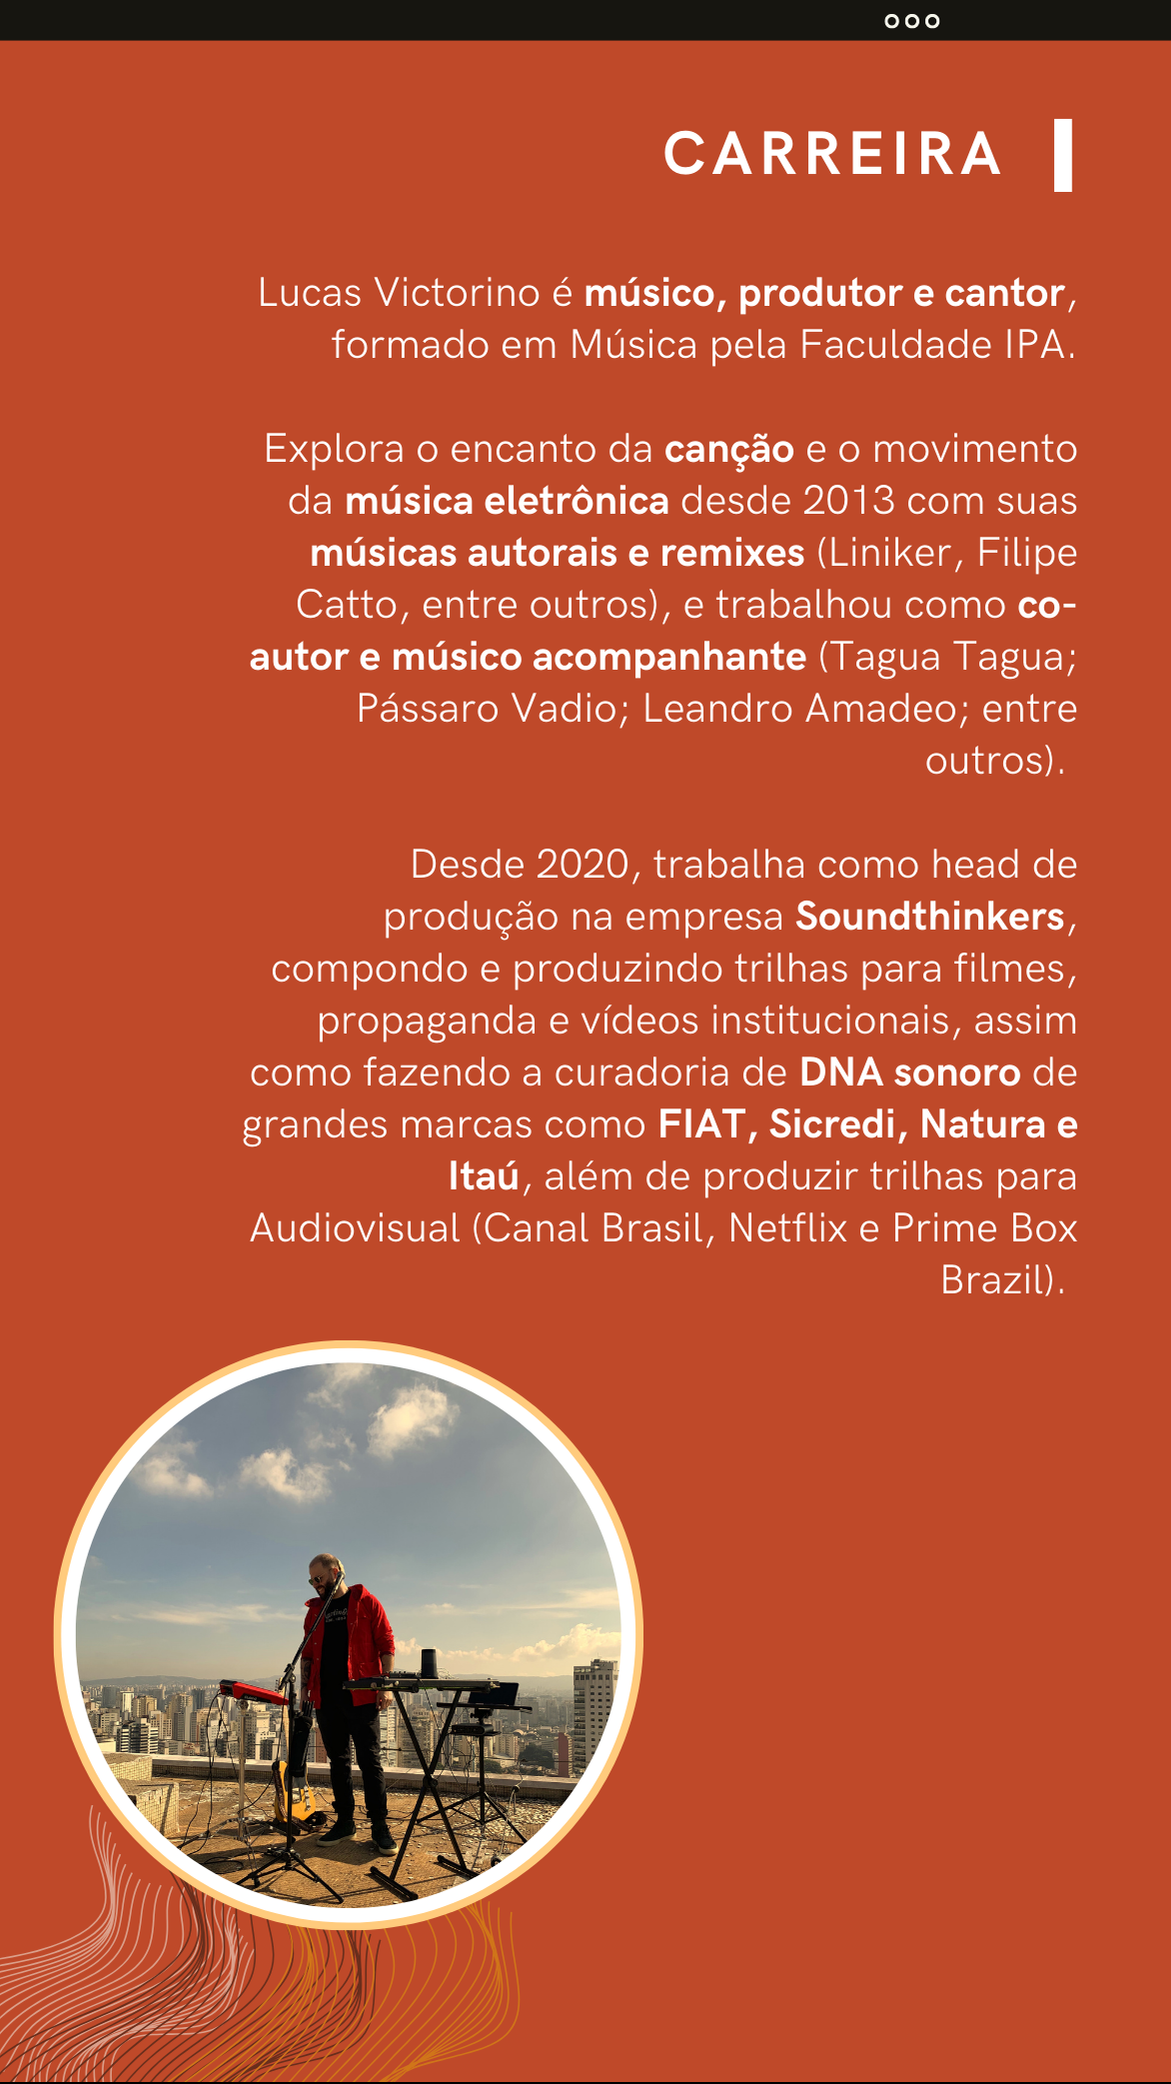 CARREIRA
Lucas Victorino é músico, produtor e cantor,
formado em Música pela Faculdade IPA.
Explora o encanto da canção e o movimento
da música eletrônica desde 2013 com suas
músicas autorais e remixes (Liniker, Filipe
Catto, entre outros), e trabalhou como co-
autor e músico acompanhante (Tagua Tagua;
Pássaro Vadio; Leandro Amadeo; entre
outros).
Desde 2020, trabalha como head de
produção na empresa Soundthinkers,
compondo e produzindo trilhas para filmes,
propaganda e vídeos institucionais, assim
como fazendo a curadoria de DNA sonoro de
grandes marcas como FIAT, Sicredi, Natura e
Itaú, além de produzir trilhas para
Audiovisual (Canal Brasil, Netflix e Prime Box
Brazil).